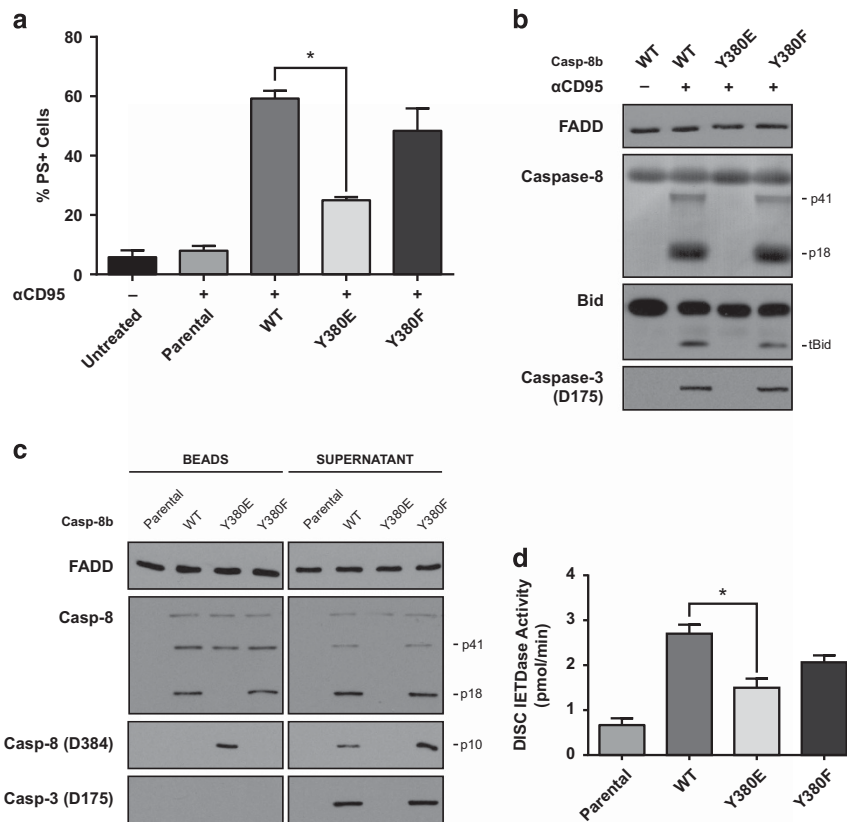 a
80
60
40
20
0
% PS+ Cells
*
αCD95
– + + + +
Untreated
Parental
WT
Y380E
Y380F
b
Casp-8b
WT WT Y380E Y380F
αCD95
– + + +
FADD
Caspase-8
- p41
-p18
Bid
-tBid
Caspase-3
(D175)
c
BEADS
SUPERNATANT
Casp-8b
Parental WT Y380E Y380F
Parental WT Y380E Y380F
FADD
Casp-8
- p41
- p18
Casp-8 (D384)
- p10
Casp-3 (D175)
d
4
3
2
1
0
DISC IETDase Activity
(pmol/min)
*
Parental
WT
Y380E
Y380F